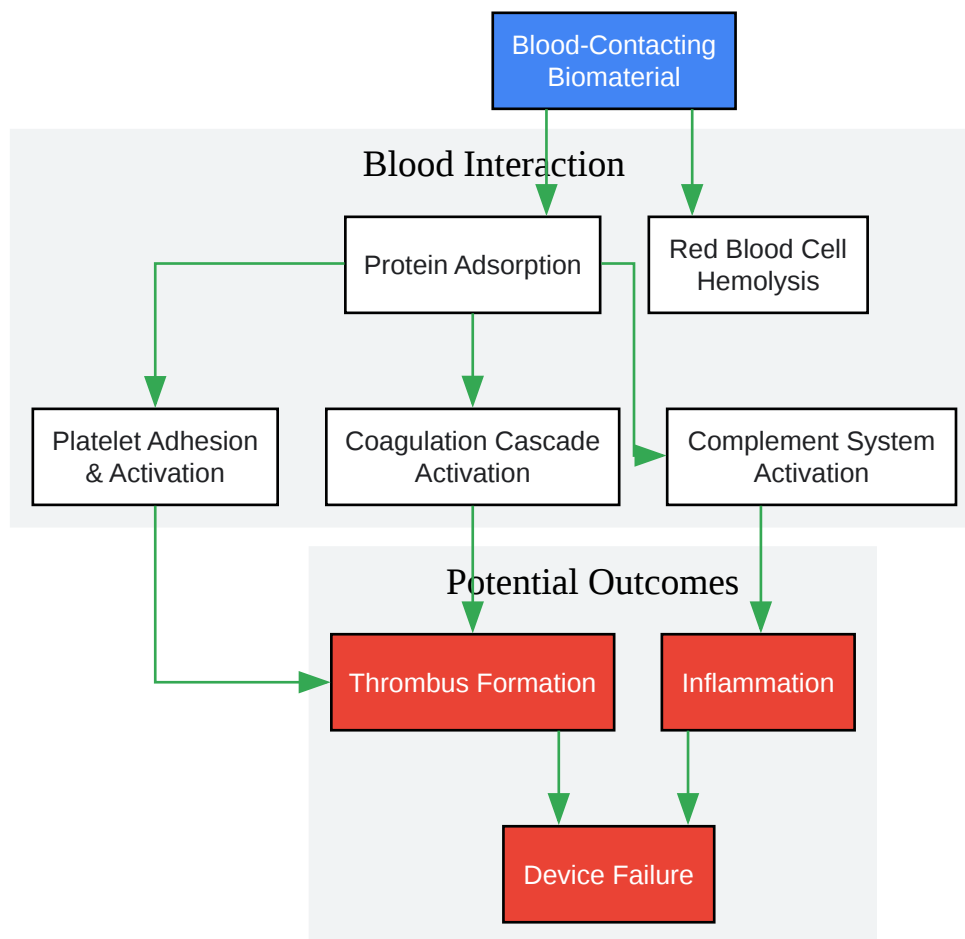 Blood-Contacting
Biomaterial
Blood Interaction
Protein Adsorption
Red Blood Cell
Hemolysis
Platelet Adhesion
& Activation
Coagulation Cascade
Activation
Complement System
Activation
Potential Outcomes
Thrombus Formation
Inflammation
Device Failure